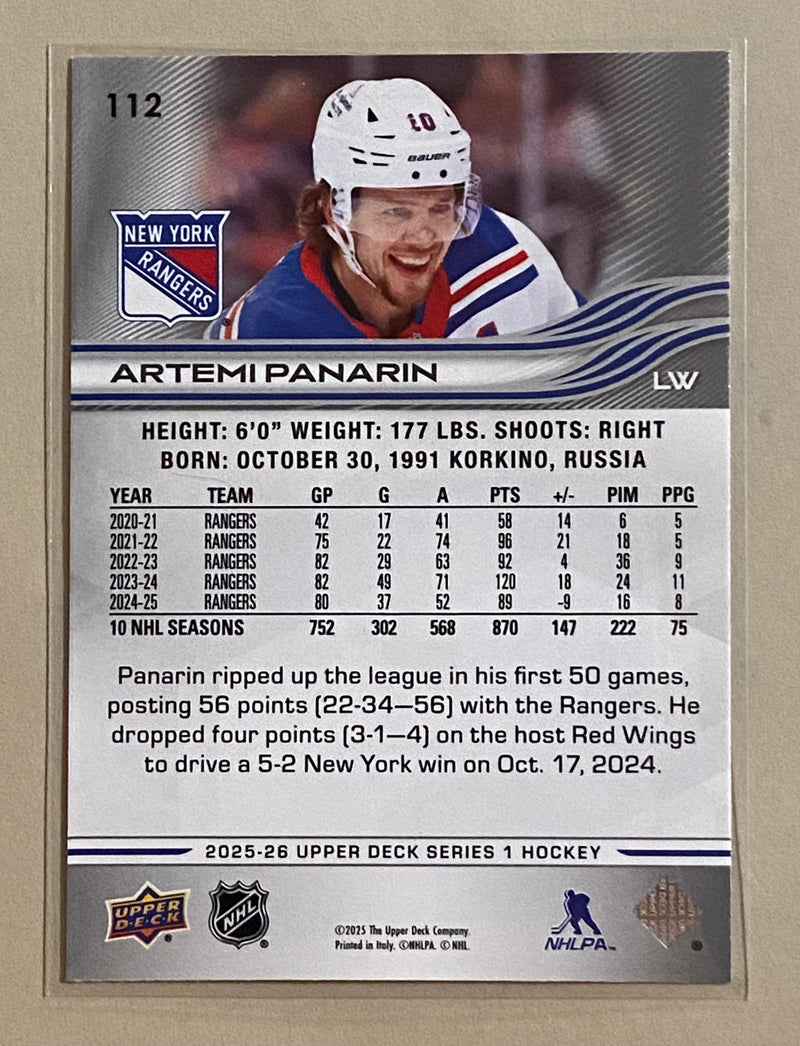 112
10
BAUER
NEW YORK
RANGERS
ARTEMI PANARIN
LW
HEIGHT: 6'0" WEIGHT: 177 LBS. SHOOTS: RIGHT
BORN: OCTOBER 30, 1991 KORKINO, RUSSIA
YEAR TEAM GP G A PTS +/- PIM PPG
2020-21 RANGERS 42 17 41 58 14 6 5
2021-22 RANGERS 75 22 74 96 21 18 5
2022-23 RANGERS 82 29 63 92 4 36 9
2023-24 RANGERS 82 49 71 120 18 24 11
2024-25 RANGERS 80 37 52 89 -9 16 8
10 NHL SEASONS 752 302 568 870 147 222 75
Panarin ripped up the league in his first 50 games,
posting 56 points (22-34—56) with the Rangers. He
dropped four points (3-1—4) on the host Red Wings
to drive a 5-2 New York win on Oct. 17, 2024.
2025-26 UPPER DECK SERIES 1 HOCKEY
UPPER
D·E·C·K
®
NHL
®
©2025 The Upper Deck Company.
Printed in Italy. ©NHLPA. © NHL.
NHLPA™
®